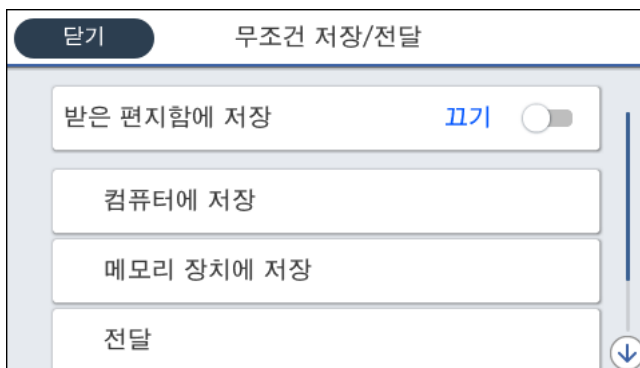 닫기 무조건 저장/전달
받은 편지함에 저장 끄기
컴퓨터에 저장
메모리 장치에 저장
전달